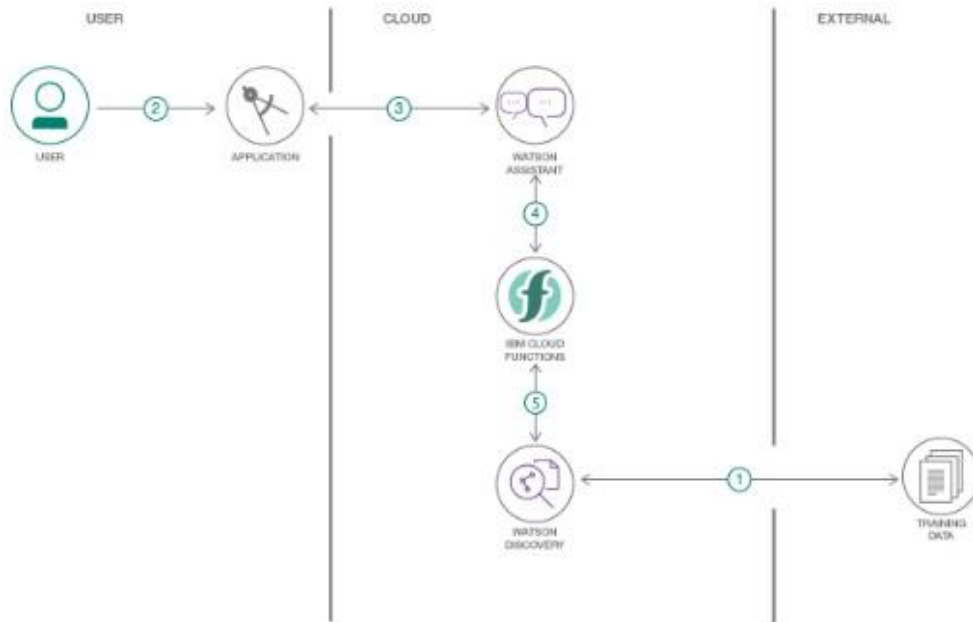 USER
CLOUD
EXTERNAL
2
3
USER
APPLICATION
WATSON
ASSISTANT
4
IBM CLOUD
FUNCTIONS
5
1
WATSON
DISCOVERY
TRAINING
DATA